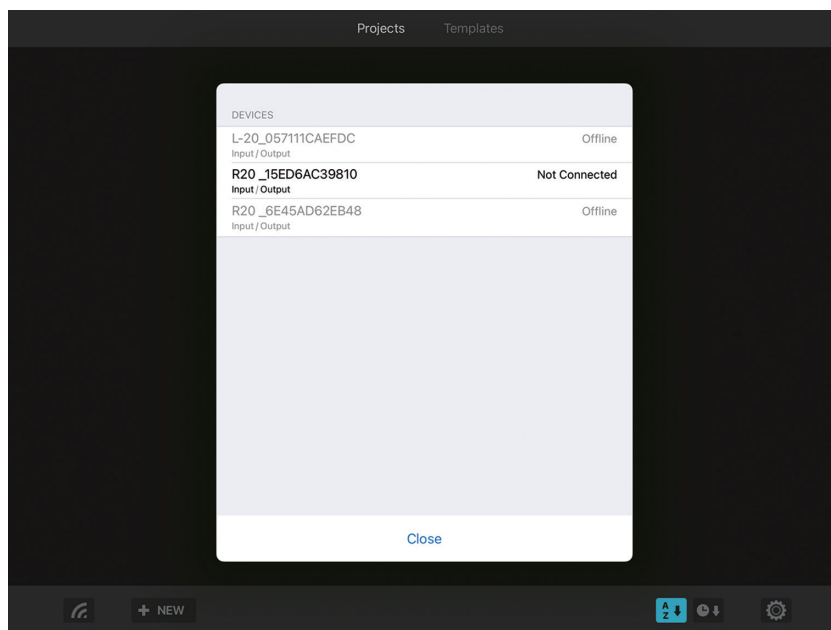 Projects Templates
DEVICES
L-20_057111CAEFDC Offline
Input / Output
R20 _15ED6AC39810 Not Connected
Input / Output
R20 _6E45AD62EB48 Offline
Input / Output
Close
+ NEW A Z